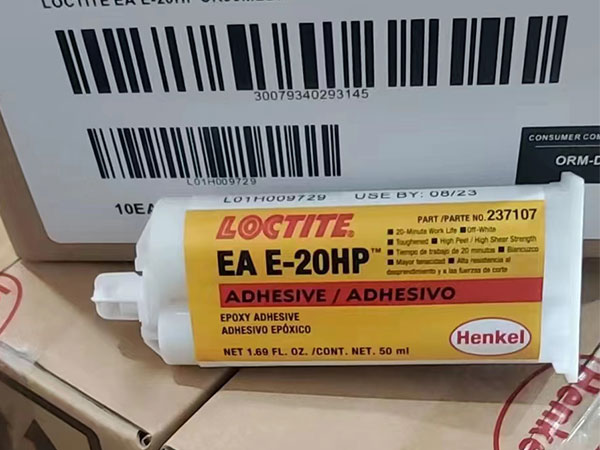 LOCTITE EA E-20HP
30079340293145
L01H009729
10EA
CONSUMER COM
ORM-D
L01H009729 USE BY: 08/23
LOCTITE.
PART /PARTE NO. 237107
■ 20-Minute Work Life ■ Off-White
■ Toughened ■ High Peel / High Shear Strength
■ Tiempo de trabajo de 20 minutos ■ Blancuzco
■ Mayor tenacidad ■ Alta resistencia al
desprendimiento y a las fuerzas de corte
EA E-20HP™
ADHESIVE / ADHESIVO
EPOXY ADHESIVE
ADHESIVO EPÓXICO
NET 1.69 FL. OZ. /CONT. NET. 50 ml
Henkel
Henke